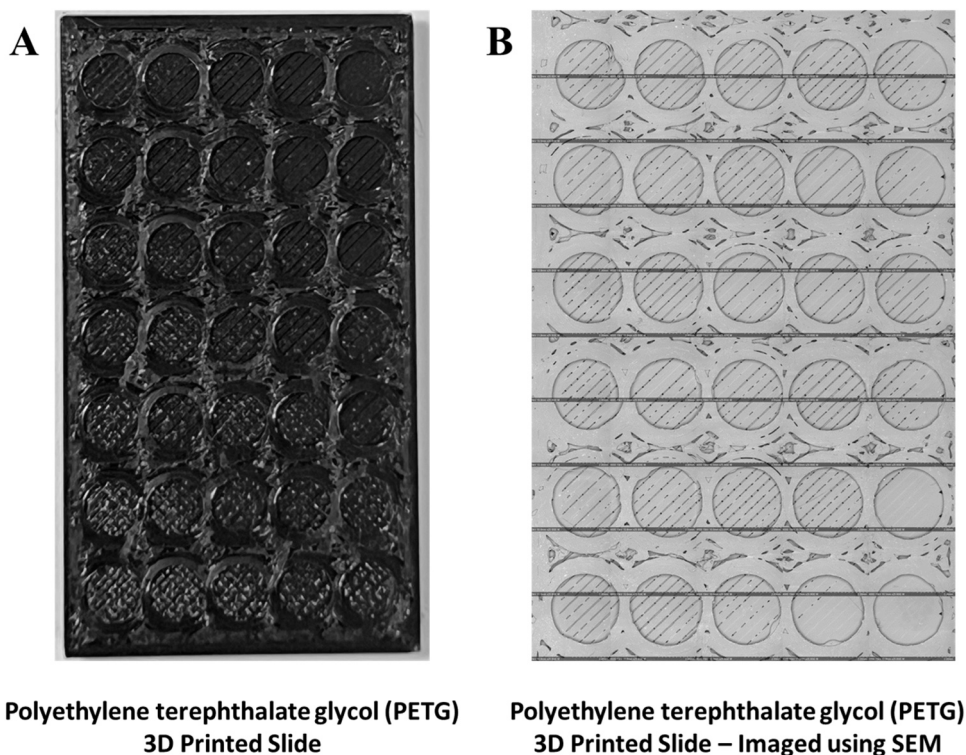 A
B
Polyethylene terephthalate glycol (PETG)
3D Printed Slide
Polyethylene terephthalate glycol (PETG)
3D Printed Slide – Imaged using SEM